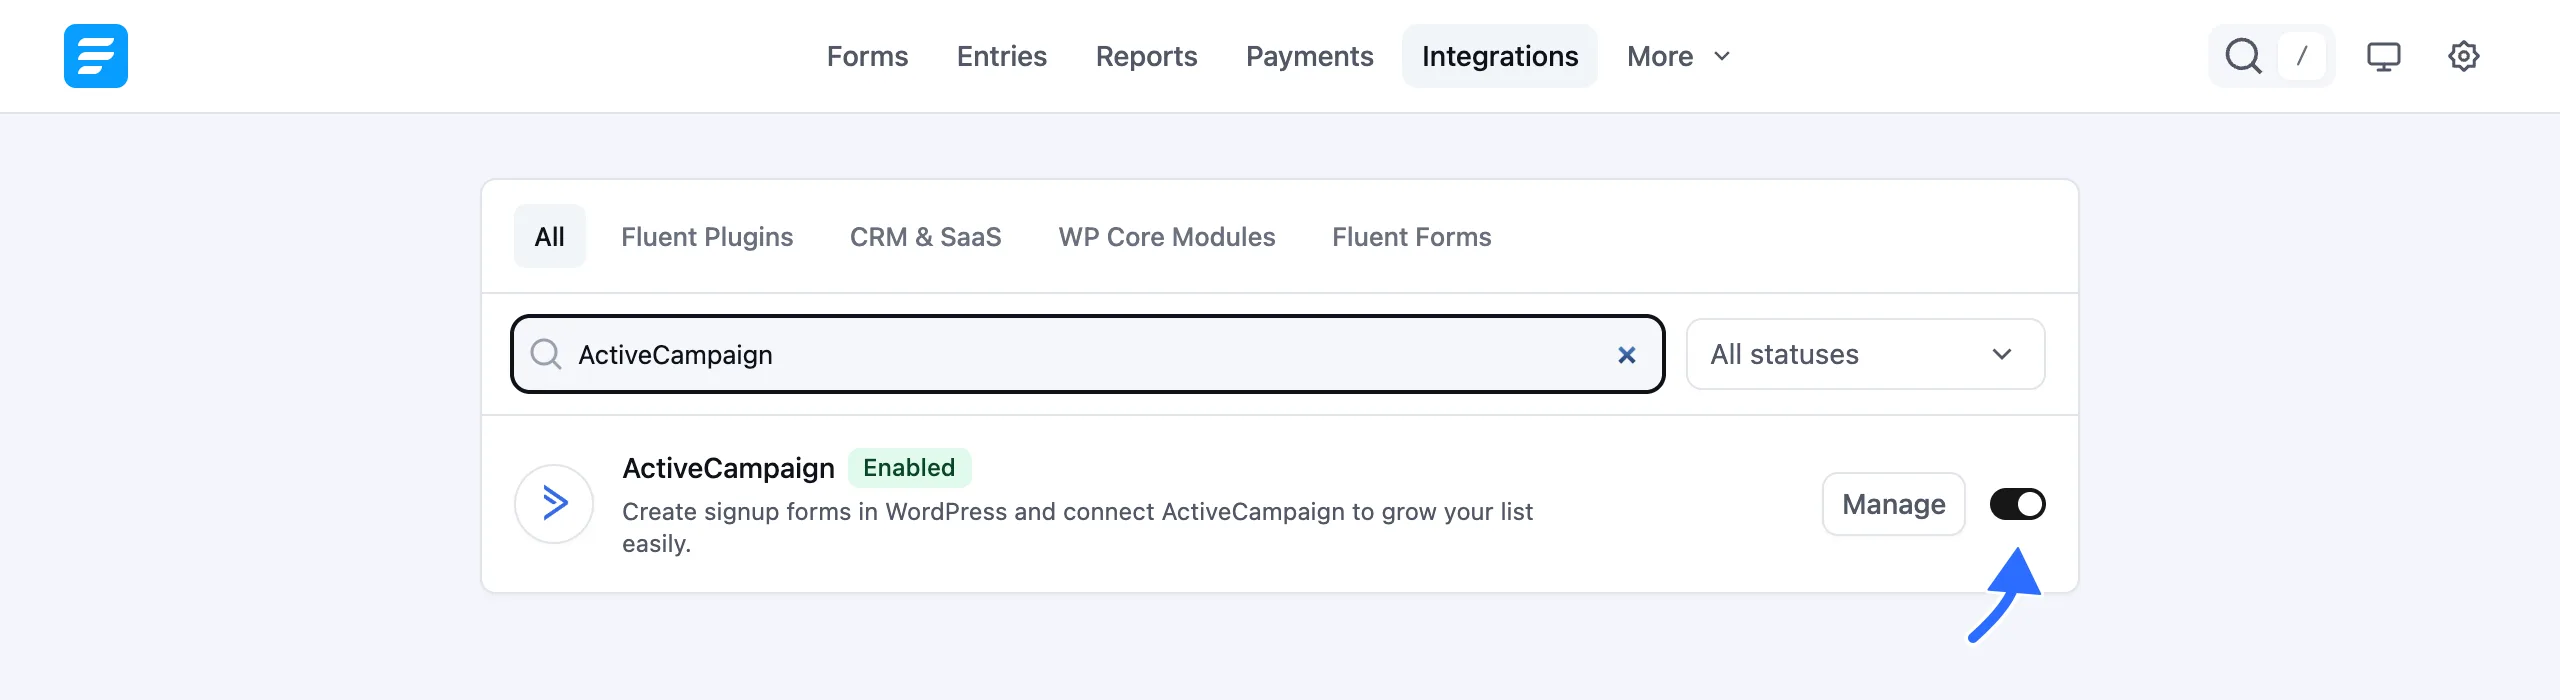 Forms Entries Reports Payments Integrations More /
All Fluent Plugins CRM & SaaS WP Core Modules Fluent Forms
ActiveCampaign All statuses
ActiveCampaign Enabled
Create signup forms in WordPress and connect ActiveCampaign to grow your list
easily.
Manage